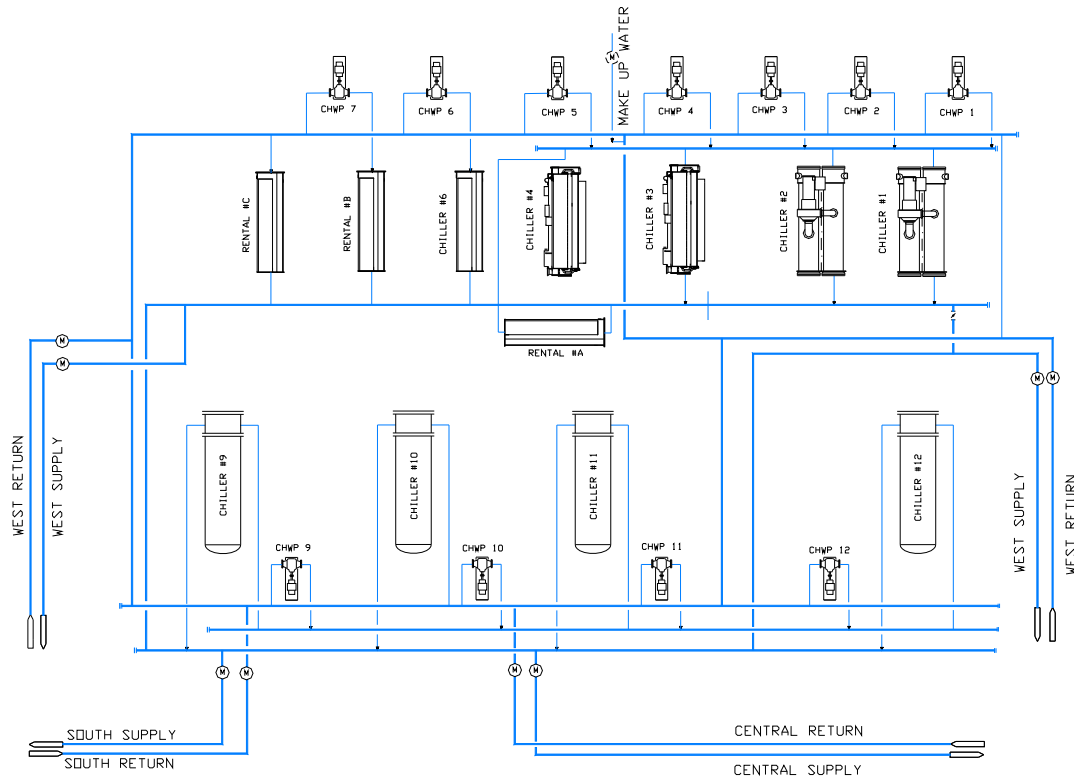 MAKE UP WATER
CHWP 7
CHWP 6
CHWP 5
CHWP 4
CHWP 3
CHWP 2
CHWP 1
RENTAL #C
RENTAL #B
CHILLER #6
CHILLER #4
CHILLER #3
CHILLER #2
CHILLER #1
M
M
M
RENTAL #A
M
M
WEST RETURN
WEST SUPPLY
CHILLER #9
CHILLER #10
CHILLER #11
CHILLER #12
WEST SUPPLY
WEST RETURN
CHWP 9
CHWP 10
CHWP 11
CHWP 12
M
M
M
M
SOUTH SUPPLY
SOUTH RETURN
CENTRAL RETURN
CENTRAL SUPPLY